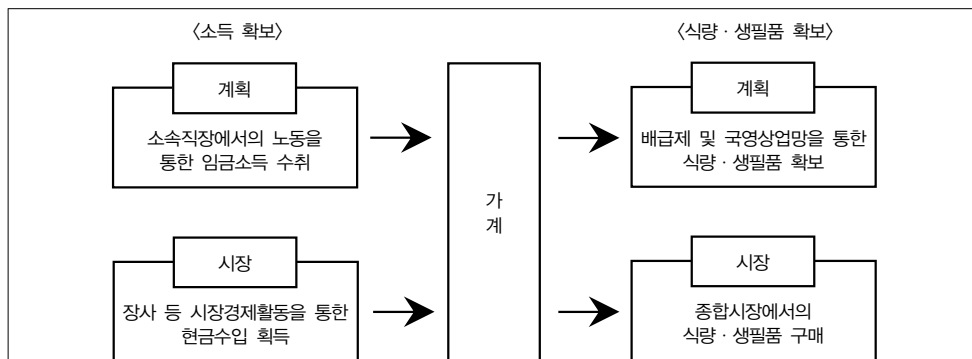 〈소득 확보〉
〈식량 · 생필품 확보〉
계획
소속직장에서의 노동을
통한 임금소득 수취
계획
배급제 및 국영상업망을 통한
식량 · 생필품 확보
가
계
시장
장사 등 시장경제활동을 통한
현금수입 획득
시장
종합시장에서의
식량 · 생필품 구매